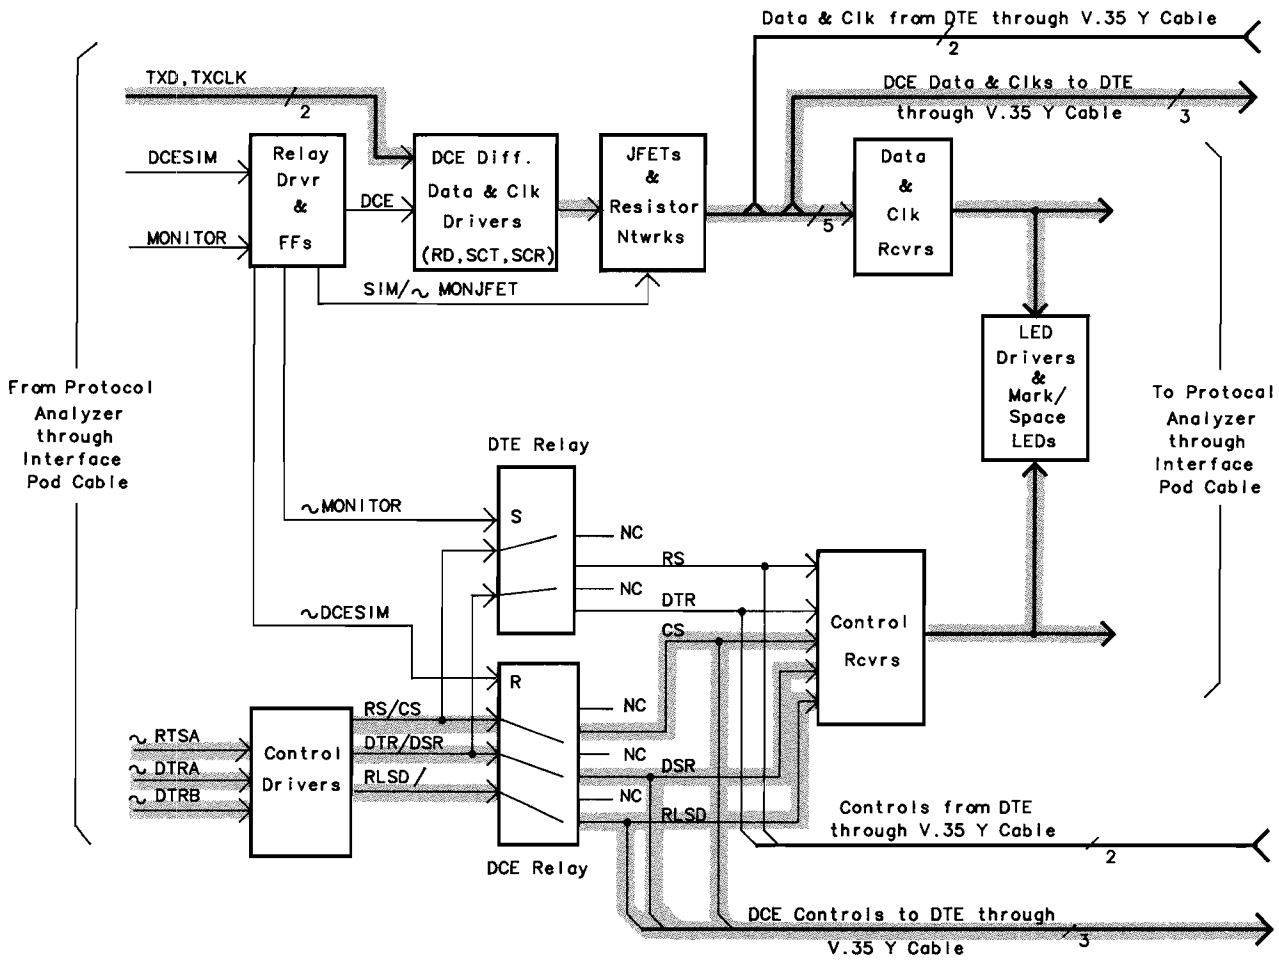 Data & Clk from DTE through V.35 Y Cable
2
TXD,TXCLK
2
DCE Data & Clks to DTE
through V.35 Y Cable
3
DCESIM
MONITOR
Relay
Drvr
&
FFs
DCE
DCE Diff.
Data & Clk
Drivers
(RD,SCT,SCR)
JFETs
&
Resistor
Ntwrks
5
Data
&
Clk
Rcvrs
SIM/~ MONJFET
LED
Drivers
&
Mark/
Space
LEDs
From Protocol
Analyzer
through
Interface
Pod Cable
To Protocal
Analyzer
through
Interface
Pod Cable
DTE Relay
~MONITOR
S
NC
RS
NC
DTR
~DCESIM
CS
Control
Rcvrs
R
NC
RS/CS
DTR/DSR
NC
DSR
RLSD/
NC
RLSD
~ RTSA
~ DTRA
~ DTRB
Control
Drivers
DCE Relay
Controls from DTE
through V.35 Y Cable
2
DCE Controls to DTE through
V.35 Y Cable
3